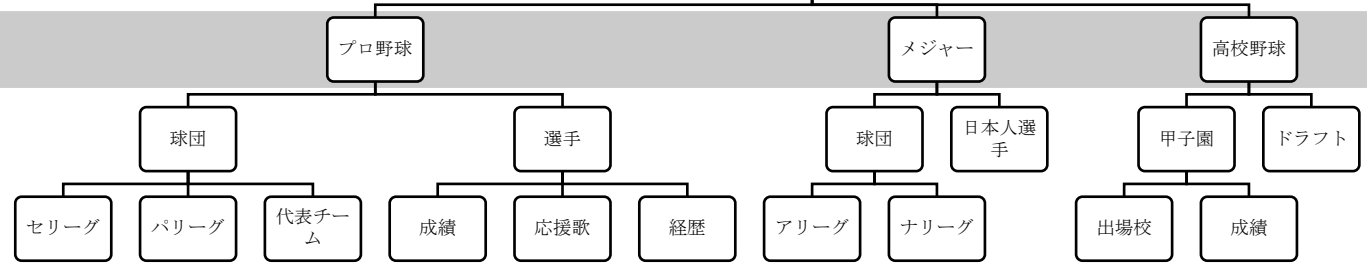 プロ野球
メジャー
高校野球
球団
選手
球団
日本人選
手
甲子園
ドラフト
セリーグ
パリーグ
代表チー
ム
成績
応援歌
経歴
アリーグ
ナリーグ
出場校
成績